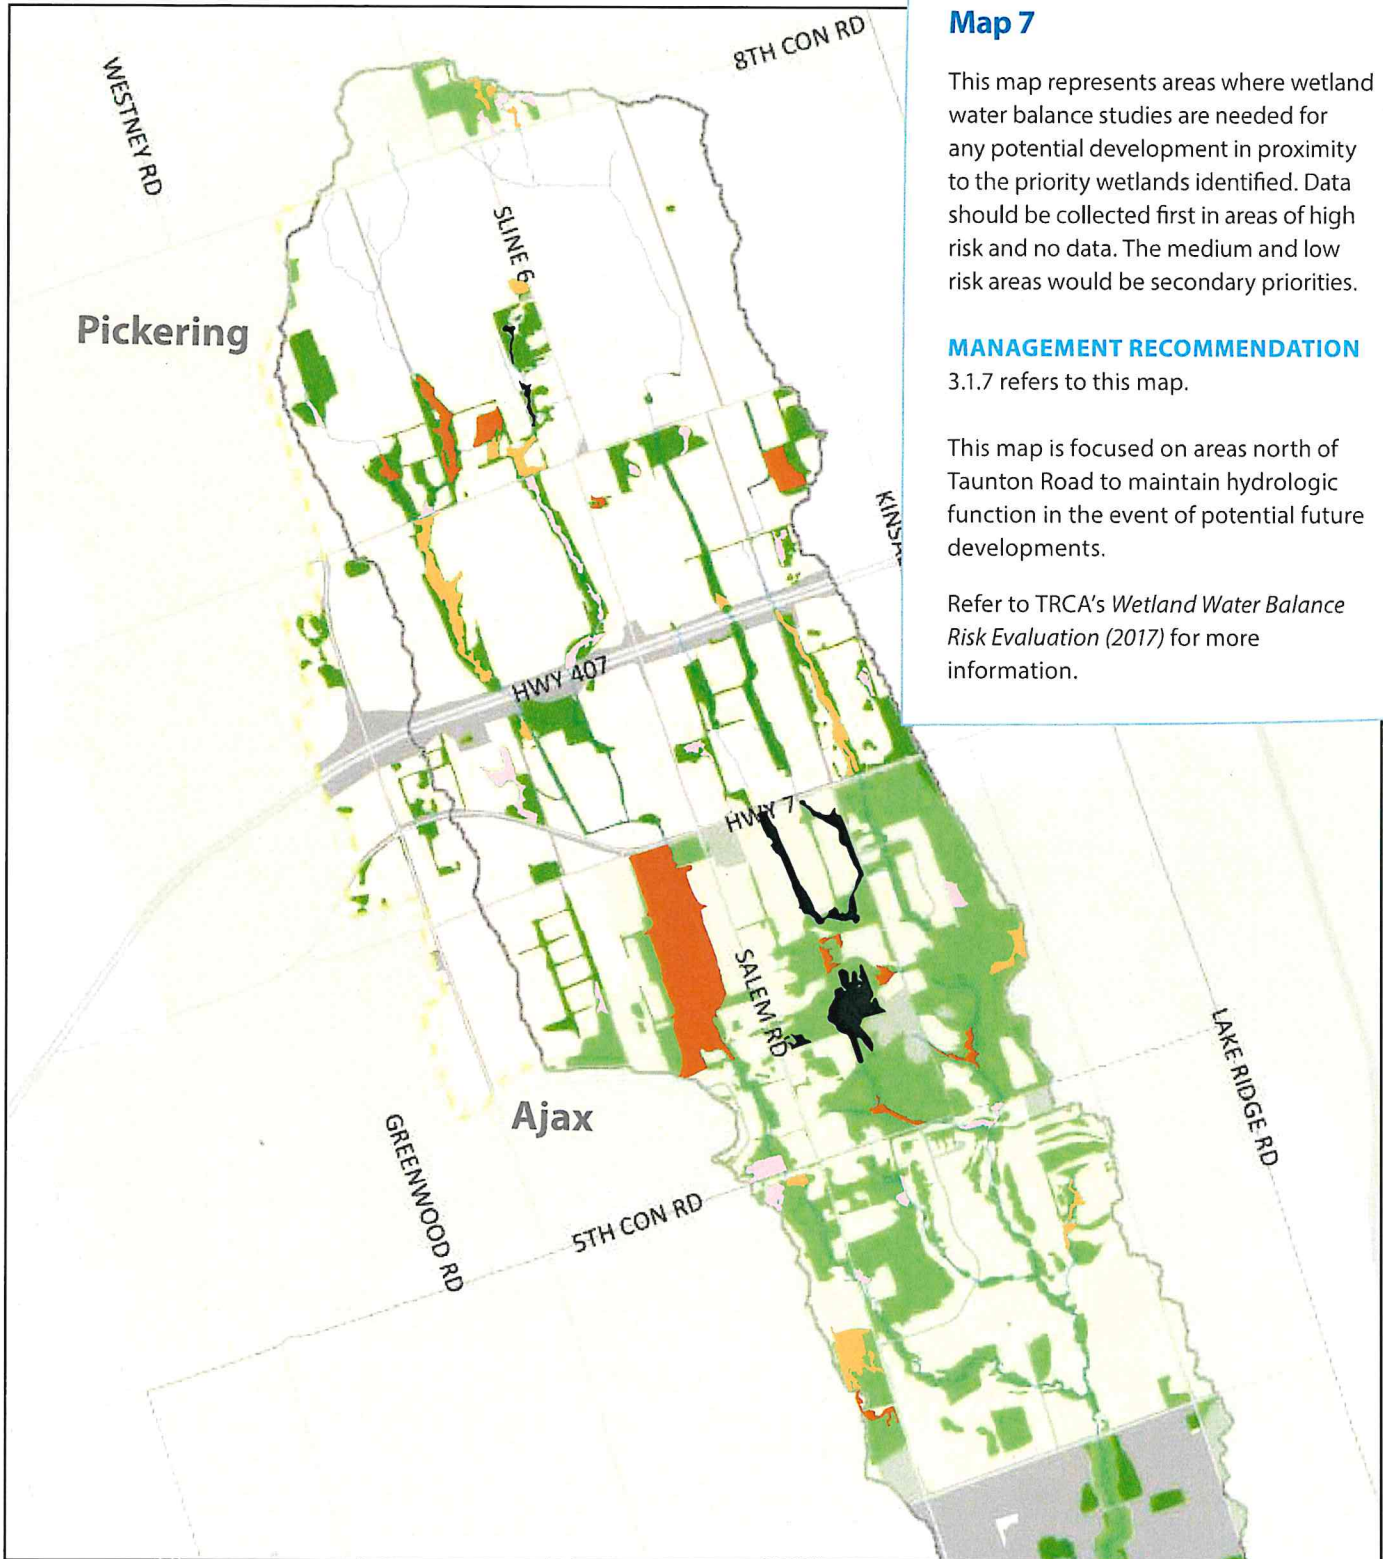 Map 7
This map represents areas where wetland
water balance studies are needed for
any potential development in proximity
to the priority wetlands identified. Data
should be collected first in areas of high
risk and no data. The medium and low
risk areas would be secondary priorities.
MANAGEMENT RECOMMENDATION
3.1.7 refers to this map.
This map is focused on areas north of
Taunton Road to maintain hydrologic
function in the event of potential future
developments.
Refer to TRCA's Wetland Water Balance
Risk Evaluation (2017) for more
information.
8TH CON RD
WESTNEY RD
SLINE 6
Pickering
KINSA
HWY 407
HWY 7
SALEM RD
LAKE RIDGE RD
Ajax
GREENWOOD RD
5TH CON RD